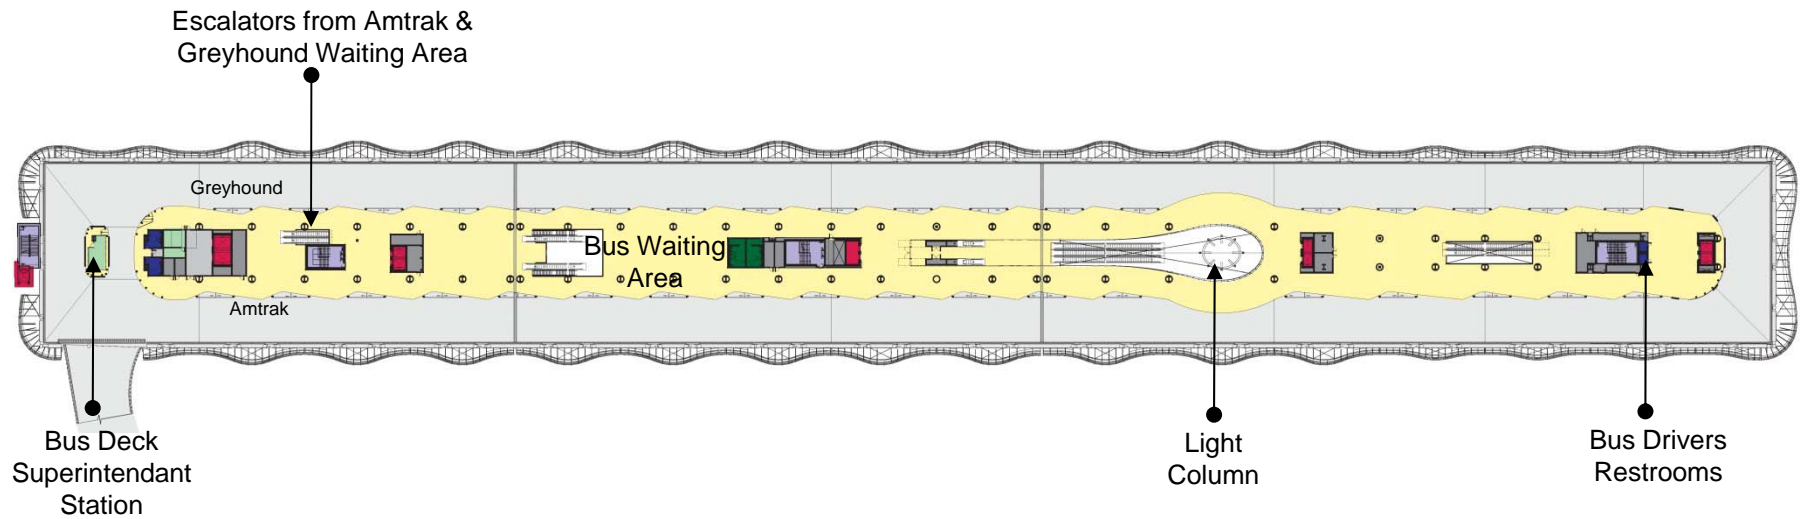 Escalators from Amtrak &
Greyhound Waiting Area
Greyhound
Bus Waiting
Area
Amtrak
Bus Deck
Superintendant
Station
Light
Column
Bus Drivers
Restrooms